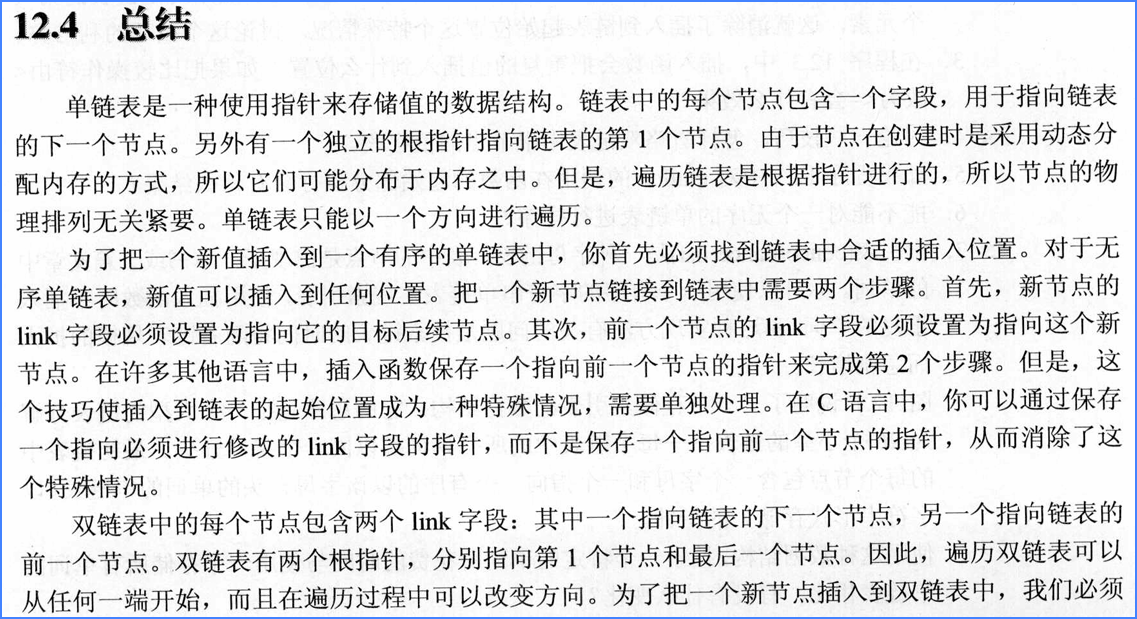 12.4 总结
单链表是一种使用指针来存储值的数据结构。链表中的每个节点包含一个字段，用于指向链表
的下一个节点。另外有一个独立的根指针指向链表的第 1 个节点。由于节点在创建时是采用动态分
配内存的方式，所以它们可能分布于内存之中。但是，遍历链表是根据指针进行的，所以节点的物
理排列无关紧要。单链表只能以一个方向进行遍历。
为了把一个新值插入到一个有序的单链表中，你首先必须找到链表中合适的插入位置。对于无
序单链表，新值可以插入到任何位置。把一个新节点链接到链表中需要两个步骤。首先，新节点的
link 字段必须设置为指向它的目标后续节点。其次，前一个节点的 link 字段必须设置为指向这个新
节点。在许多其他语言中，插入函数保存一个指向前一个节点的指针来完成第 2 个步骤。但是，这
个技巧使插入到链表的起始位置成为一种特殊情况，需要单独处理。在 C 语言中，你可以通过保存
一个指向必须进行修改的 link 字段的指针，而不是保存一个指向前一个节点的指针，从而消除了这
个特殊情况。
双链表中的每个节点包含两个 link 字段：其中一个指向链表的下一个节点，另一个指向链表的
前一个节点。双链表有两个根指针，分别指向第 1 个节点和最后一个节点。因此，遍历双链表可以
从任何一端开始，而且在遍历过程中可以改变方向。为了把一个新节点插入到双链表中，我们必须